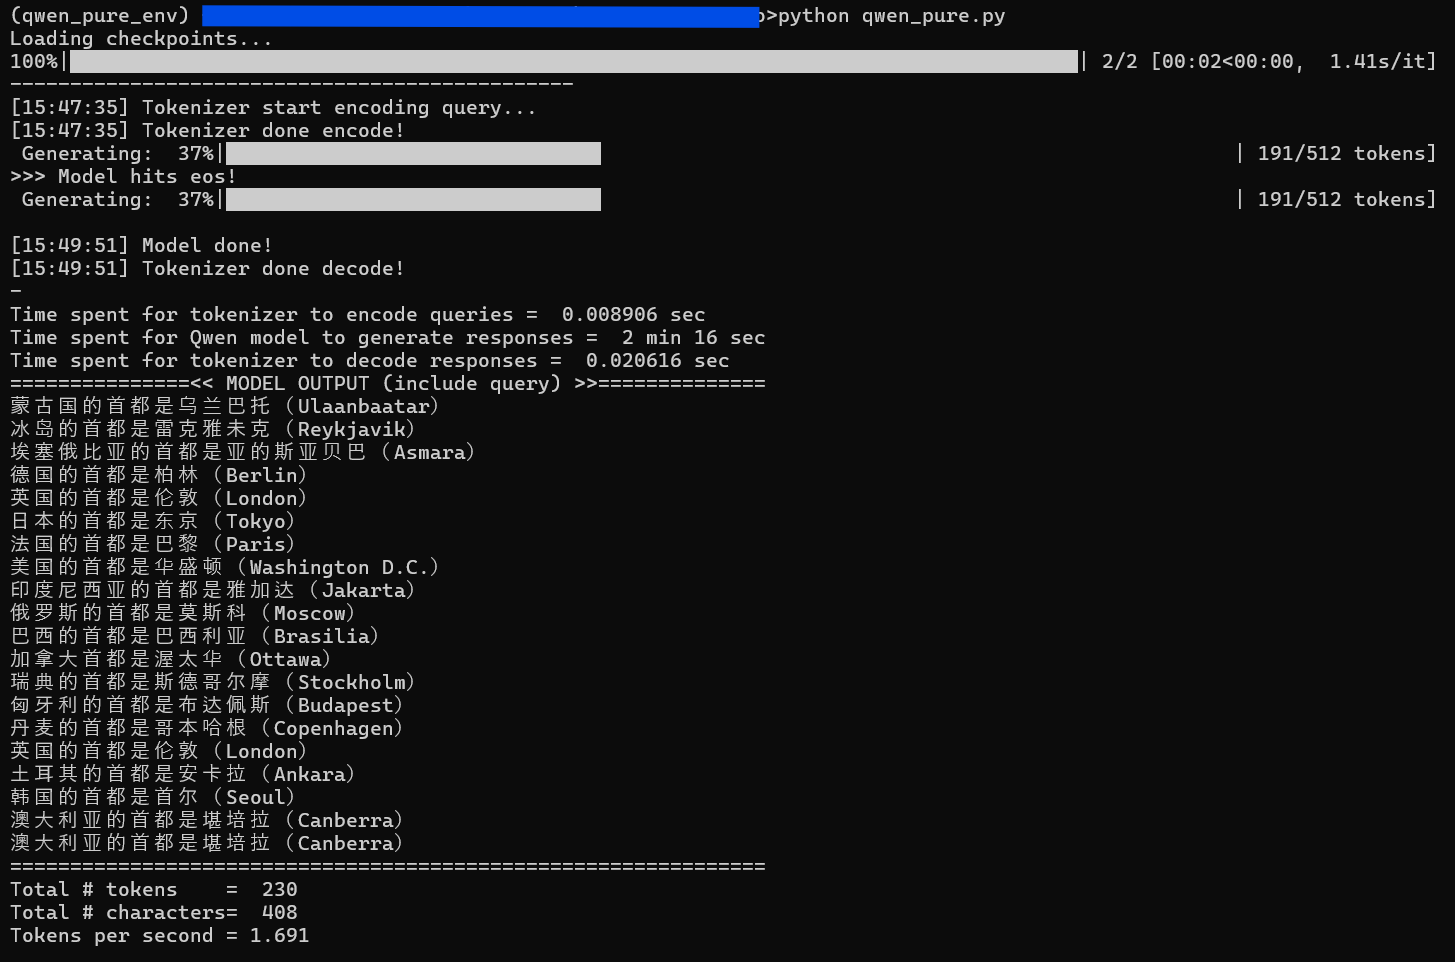 (qwen_pure_env) >python qwen_pure.py
Loading checkpoints...
100%| | 2/2 [00:02<00:00,  1.41s/it]
-----------------------------------------------
[15:47:35] Tokenizer start encoding query...
[15:47:35] Tokenizer done encode!
 Generating:  37%| | 191/512 tokens]
>>> Model hits eos!
 Generating:  37%| | 191/512 tokens]
[15:49:51] Model done!
[15:49:51] Tokenizer done decode!
-
Time spent for tokenizer to encode queries =  0.008906 sec
Time spent for Qwen model to generate responses =  2 min 16 sec
Time spent for tokenizer to decode responses =  0.020616 sec
===============<< MODEL OUTPUT (include query) >>==============
蒙古国的首都是乌兰巴托（Ulaanbaatar）
冰岛的首都是雷克雅未克（Reykjavik）
埃塞俄比亚的首都是亚的斯亚贝巴（Asmara）
德国的首都是柏林（Berlin）
英国的首都是伦敦（London）
日本的首都是东京（Tokyo）
法国的首都是巴黎（Paris）
美国的首都是华盛顿（Washington D.C.）
印度尼西亚的首都是雅加达（Jakarta）
俄罗斯的首都是莫斯科（Moscow）
巴西的首都是巴西利亚（Brasilia）
加拿大首都是渥太华（Ottawa）
瑞典的首都是斯德哥尔摩（Stockholm）
匈牙利的首都是布达佩斯（Budapest）
丹麦的首都是哥本哈根（Copenhagen）
英国的首都是伦敦（London）
土耳其的首都是安卡拉（Ankara）
韩国的首都是首尔（Seoul）
澳大利亚的首都是堪培拉（Canberra）
澳大利亚的首都是堪培拉（Canberra）
===============================================================
Total # tokens    =  230
Total # characters=  408
Tokens per second = 1.691